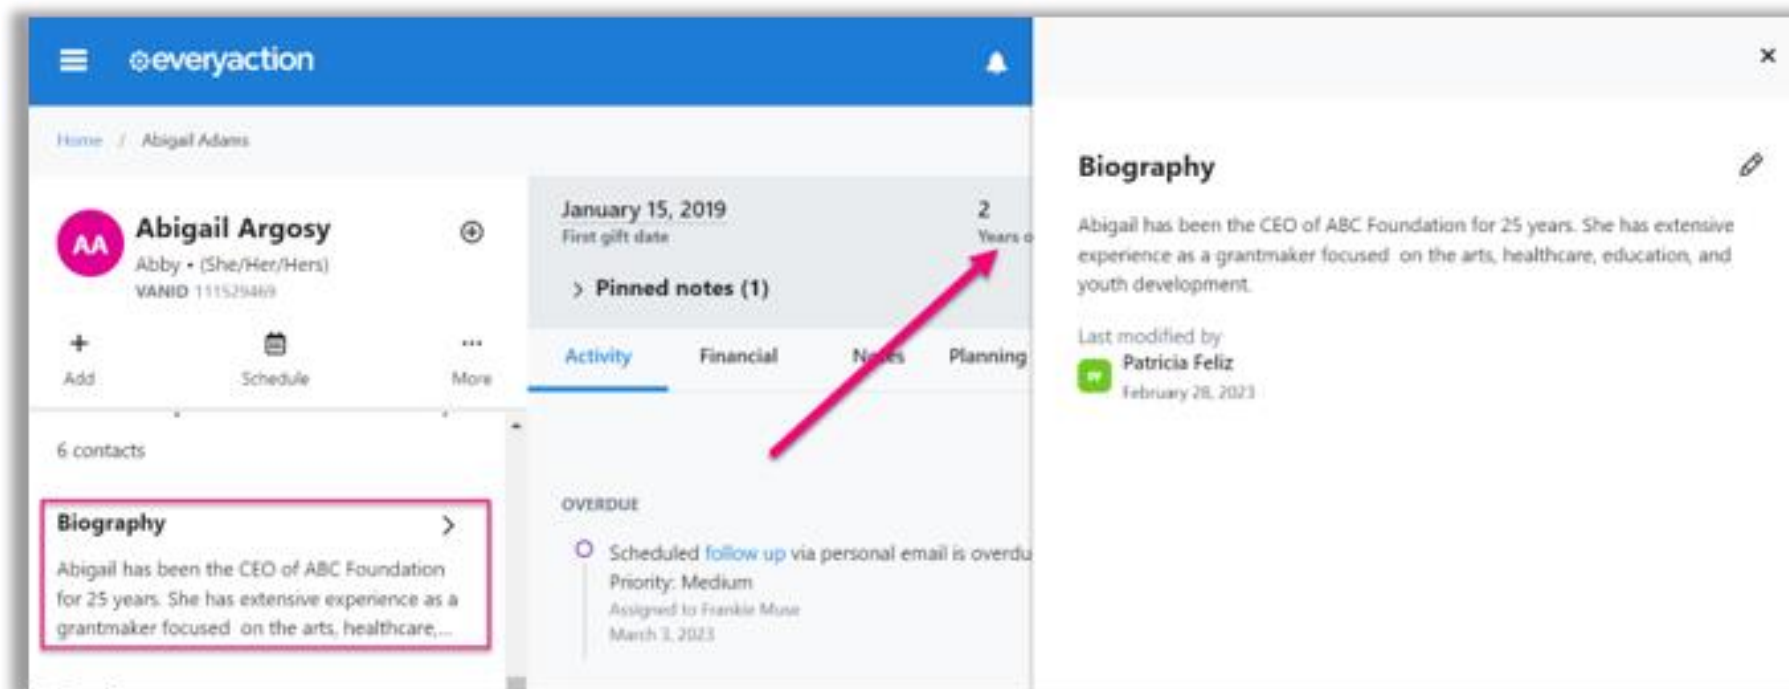 everyaction
Home / Abigail Adams
AA
Abigail Argosy
Abby • (She/Her/Hers)
VANID 111529469
+
Add
Schedule
...
More
6 contacts
Biography >
Abigail has been the CEO of ABC Foundation
for 25 years. She has extensive experience as a
grantmaker focused on the arts, healthcare,...
January 15, 2019
First gift date
2
Years o
> Pinned notes (1)
Activity Financial Notes Planning
OVERDUE
Scheduled follow up via personal email is overdu
Priority: Medium
Assigned to Frankie Muse
March 3, 2023
×
Biography
Abigail has been the CEO of ABC Foundation for 25 years. She has extensive
experience as a grantmaker focused on the arts, healthcare, education, and
youth development.
Last modified by
Patricia Feliz
February 28, 2023